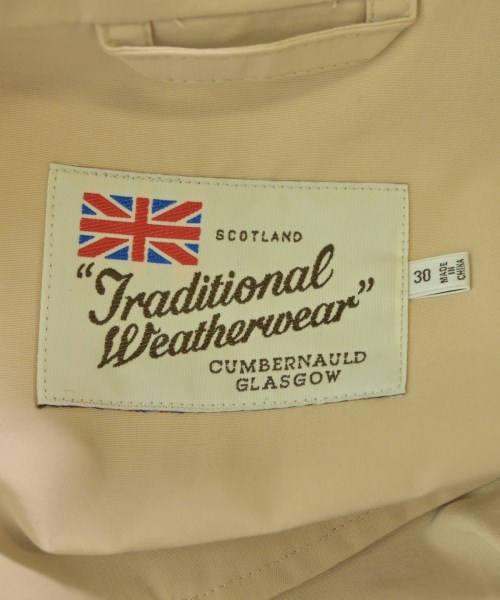 SCOTLAND
"Traditional
Weatherwear"
CUMBERNAULD
GLASGOW
30
MADE
IN
CHINA